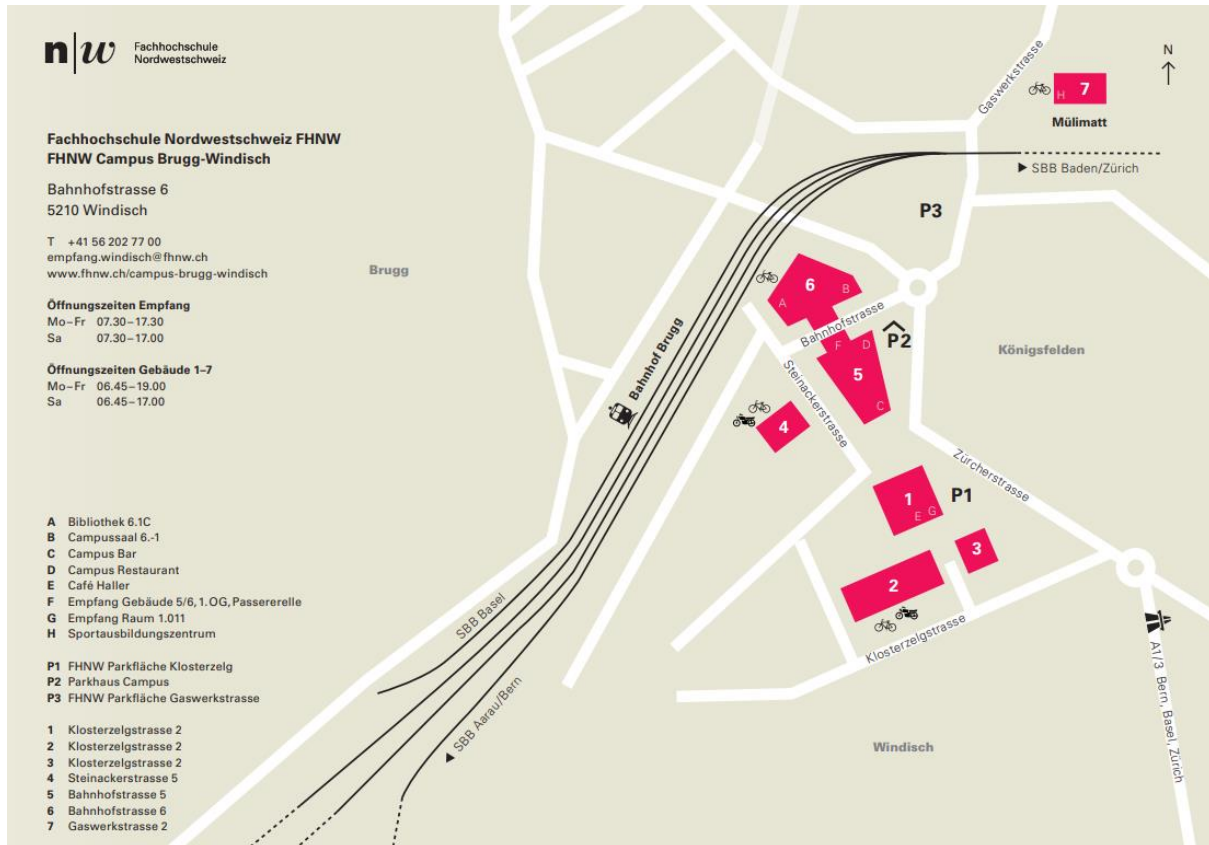 n|w Fachhochschule
Nordwestschweiz
Fachhochschule Nordwestschweiz FHNW
FHNW Campus Brugg-Windisch
Bahnhofstrasse 6
5210 Windisch
T +41 56 202 77 00
empfang.windisch@fhnw.ch
www.fhnw.ch/campus-brugg-windisch
Öffnungszeiten Empfang
Mo–Fr 07.30–17.30
Sa 07.30–17.00
Öffnungszeiten Gebäude 1–7
Mo–Fr 06.45–19.00
Sa 06.45–17.00
A Bibliothek 6.1C
B Campussaal 6.-1
C Campus Bar
D Campus Restaurant
E Café Haller
F Empfang Gebäude 5/6, 1. OG, Passererelle
G Empfang Raum 1.011
H Sportausbildungszentrum
P1 FHNW Parkfläche Klosterzelg
P2 Parkhaus Campus
P3 FHNW Parkfläche Gaswerkstrasse
1 Klosterzelgstrasse 2
2 Klosterzelgstrasse 2
3 Klosterzelgstrasse 2
4 Steinackerstrasse 5
5 Bahnhofstrasse 5
6 Bahnhofstrasse 6
7 Gaswerkstrasse 2
N
Gaswerkstrasse
H 7
Mülimatt
SBB Baden/Zürich
P3
Brugg
6
A
B
Bahnhofstrasse
P2
Königsfelden
Bahnhof Brugg
F
D
5
C
Steinackerstrasse
4
Zürcherstrasse
1
E
G
P1
3
2
Klosterzelgstrasse
SBB Basel
SBB Aarau/Bern
Windisch
A1/3 Bern, Basel, Zürich